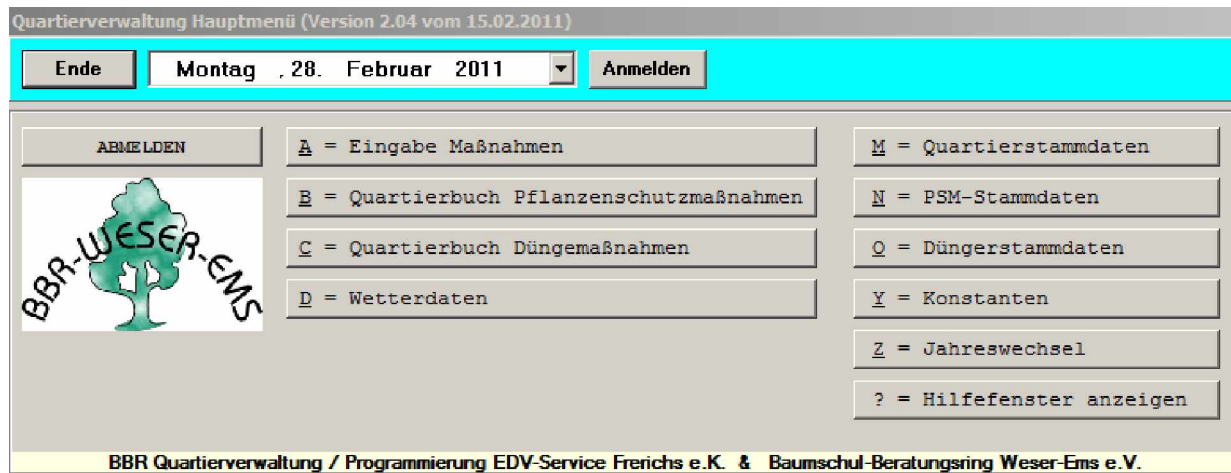 Quartierverwaltung Hauptmenü (Version 2.04 vom 15.02.2011)
Ende
Montag , 28. Februar 2011
Anmelden
ABMELDEN
BBR-WESER-EMS
A = Eingabe Maßnahmen
B = Quartierbuch Pflanzenschutzmaßnahmen
C = Quartierbuch Düngemaßnahmen
D = Wetterdaten
M = Quartierstammdaten
N = PSM-Stammdaten
O = Düngerstammdaten
Y = Konstanten
Z = Jahreswechsel
? = Hilfefenster anzeigen
BBR Quartierverwaltung / Programmierung EDV-Service Frerichs e.K. & Baumschul-Beratungsring Weser-Ems e.V.